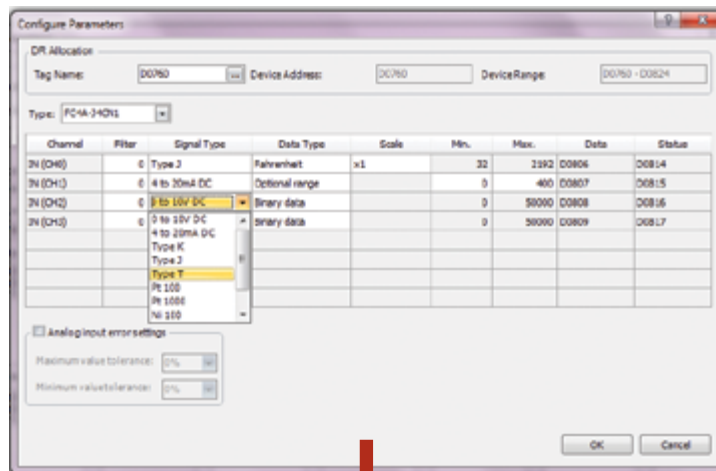 Configure Parameters
DR Allocation
Tag Name: D0760 ... Device Address: D0760 Device Range: D0760 - D0824
Type: FC4A-J4CN1
Channel Filter Signal Type Data Type Scale Min. Max. Data Status
IN (CH0) 0 Type J Fahrenheit x1 32 2192 D0806 D0814
IN (CH1) 0 4 to 20mA DC Optional range 0 400 D0807 D0815
IN (CH2) 0 0 to 10V DC Binary data 0 50000 D0808 D0816
IN (CH3) 0 0 to 10V DC Binary data 0 50000 D0809 D0817
4 to 20mA DC
Type K
Type J
Type T
Pt 100
Pt 1000
Ni 100
Analog input error settings
Maximum value tolerance: 0%
Minimum value tolerance: 0%
OK Cancel